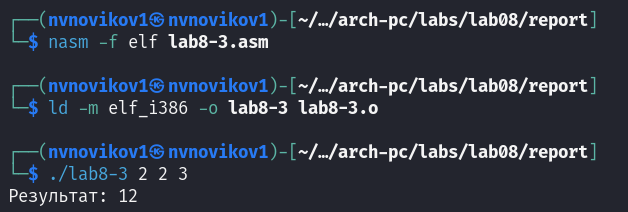 ┌──(nvnovikov1㉿nvnovikov1)-[~/…/arch-pc/labs/lab08/report]
└─$ nasm -f elf lab8-3.asm
┌──(nvnovikov1㉿nvnovikov1)-[~/…/arch-pc/labs/lab08/report]
└─$ ld -m elf_i386 -o lab8-3 lab8-3.o
┌──(nvnovikov1㉿nvnovikov1)-[~/…/arch-pc/labs/lab08/report]
└─$ ./lab8-3 2 2 3
Результат: 12